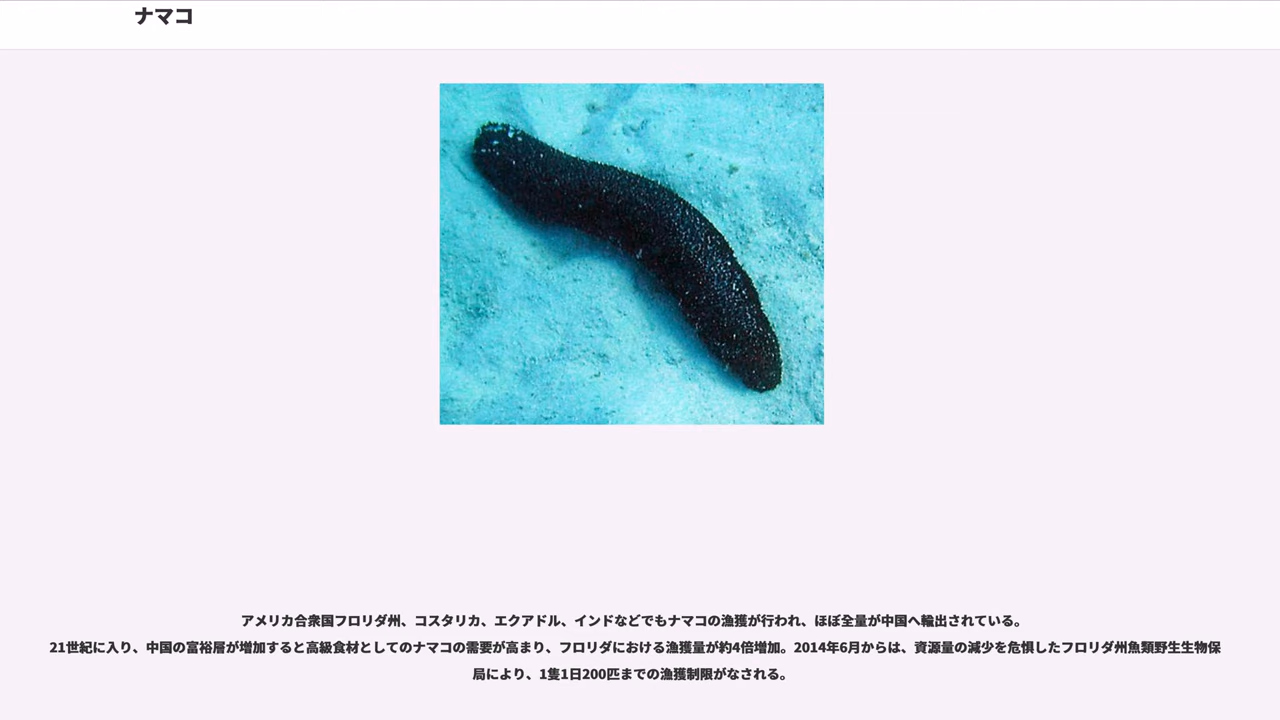 ナマコ
アメリカ合衆国フロリダ州、コスタリカ、エクアドル、インドなどでもナマコの漁獲が行われ、ほぼ全量が中国へ輸出されている。
21世紀に入り、中国の富裕層が増加すると高級食材としてのナマコの需要が高まり、フロリダにおける漁獲量が約4倍増加。2014年6月からは、資源量の減少を危惧したフロリダ州魚類野生生物保
局により、1隻1日200匹までの漁獲制限がなされる。